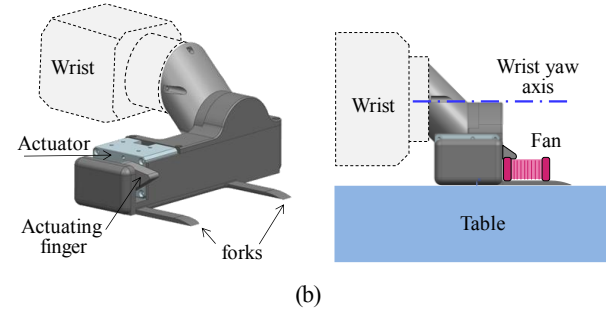 Wrist
Actuator
Actuating
finger
forks
Wrist
Wrist yaw
axis
Fan
Table
(b)